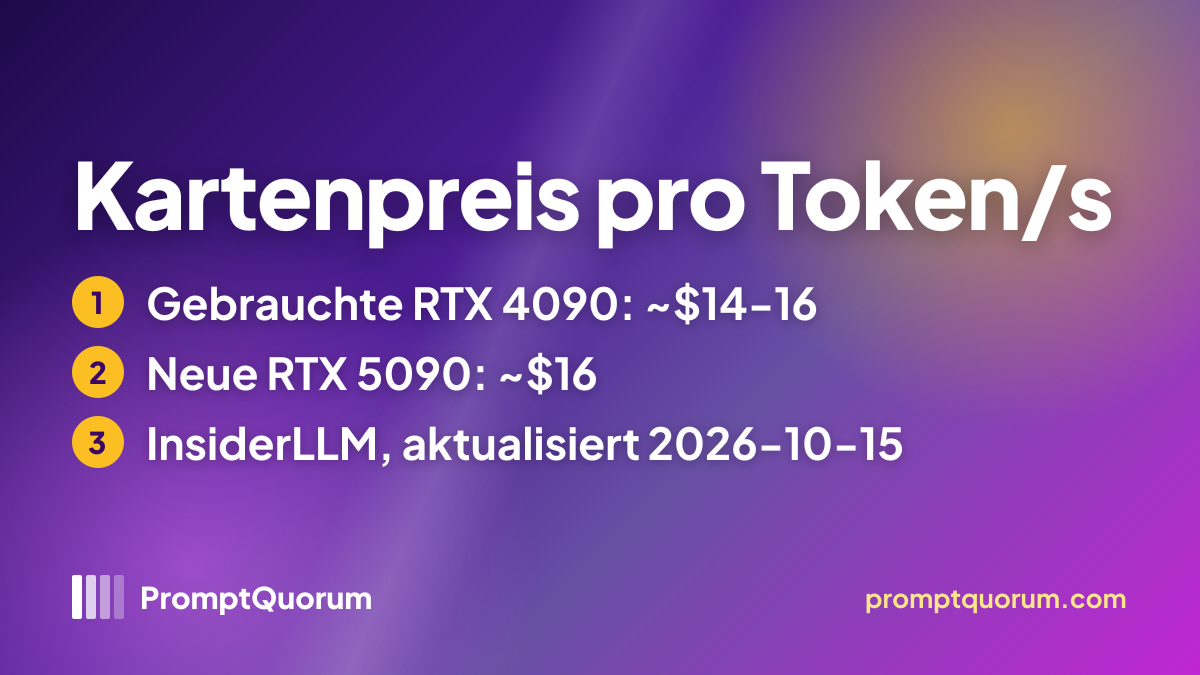 Kartenpreis pro Token/s
1 Gebrauchte RTX 4090: ~$14–16
2 Neue RTX 5090: ~$16
3 InsiderLLM, aktualisiert 2026-10-15
PromptQuorum
promptquorum.com